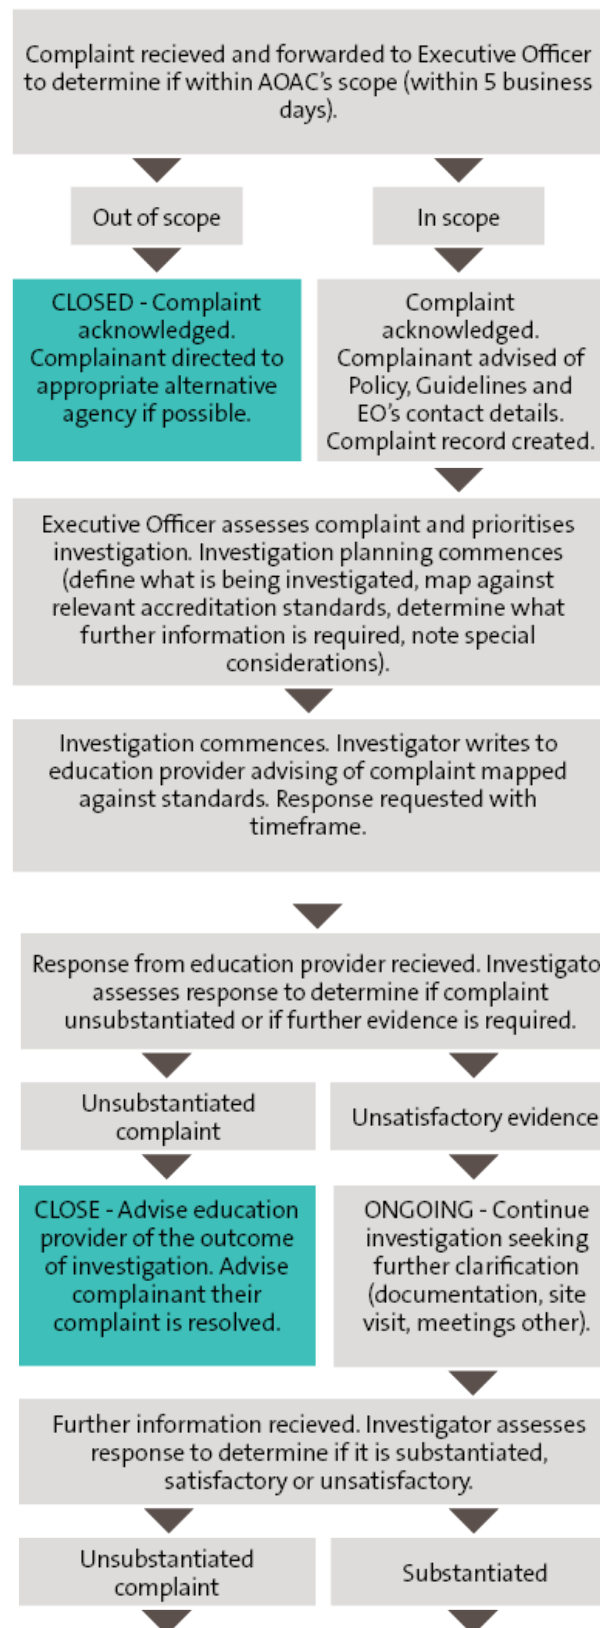 Complaint recieved and forwarded to Executive Officer
to determine if within AOAC's scope (within 5 business
days).
Out of scope
In scope
CLOSED - Complaint
acknowledged.
Complainant directed to
appropriate alternative
agency if possible.
Complaint
acknowledged.
Complainant advised of
Policy, Guidelines and
EO's contact details.
Complaint record created.
Executive Officer assesses complaint and prioritises
investigation. Investigation planning commences
(define what is being investigated, map against
relevant accreditation standards, determine what
further information is required, note special
considerations).
Investigation commences. Investigator writes to
education provider advising of complaint mapped
against standards. Response requested with
timeframe.
Response from education provider recieved. Investigato
assesses response to determine if complaint
unsubstantiated or if further evidence is required.
Unsubstantiated
complaint
Unsatisfactory evidence
CLOSE - Advise education
provider of the outcome
of investigation. Advise
complainant their
complaint is resolved.
ONGOING - Continue
investigation seeking
further clarification
(documentation, site
visit, meetings other).
Further information recieved. Investigator assesses
response to determine if it is substantiated,
satisfactory or unsatisfactory.
Unsubstantiated
complaint
Substantiated